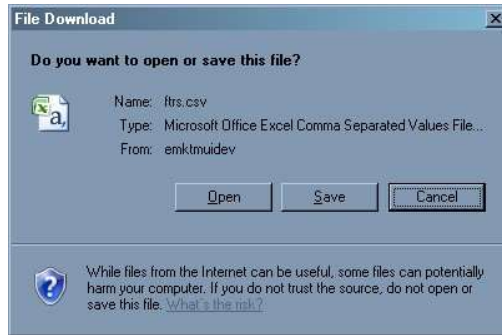 File Download
Do you want to open or save this file?
Name: ftrs.csv
Type: Microsoft Office Excel Comma Separated Values File...
From: emktmuidev
Open Save Cancel
While files from the Internet can be useful, some files can potentially
harm your computer. If you do not trust the source, do not open or
save this file. What's the risk?